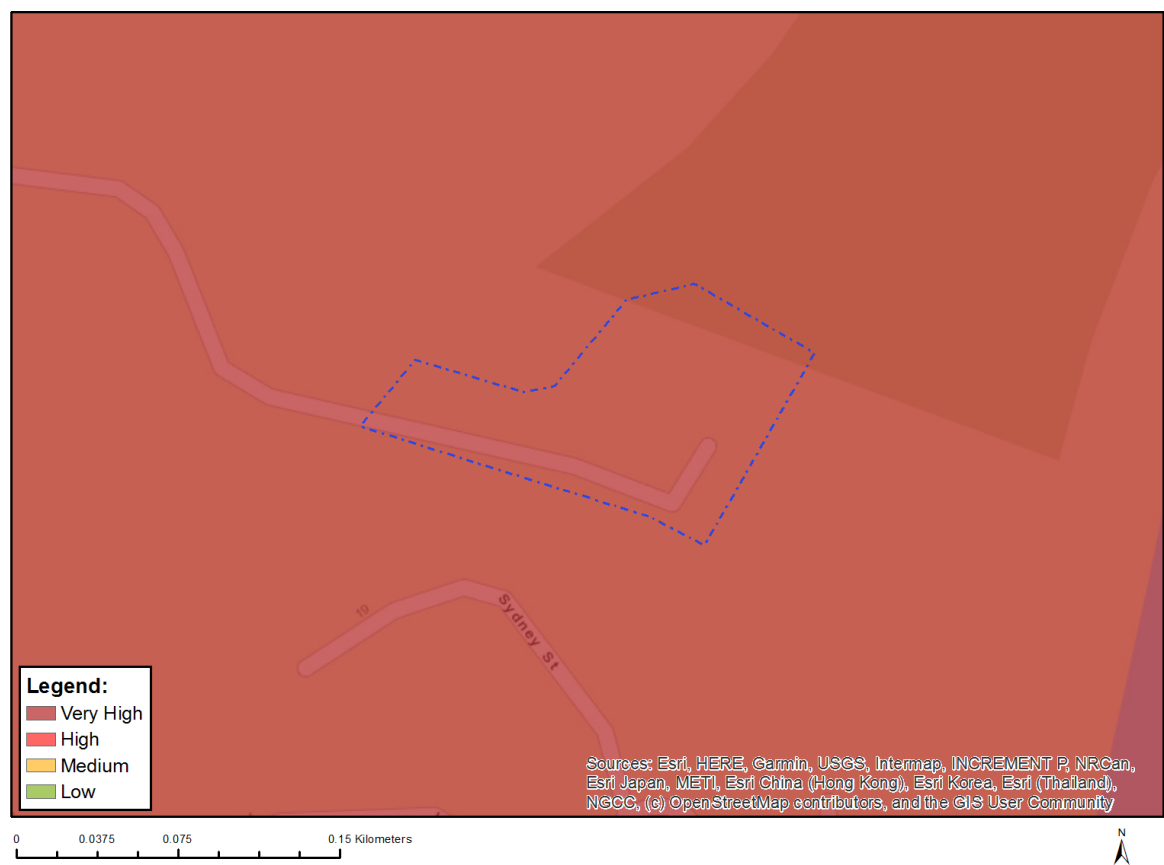 19
Sydney St
Legend:
Very High
High
Medium
Low
Sources: Esri, HERE, Garmin, USGS, Intermap, INCREMENT P, NRCan,
Esri Japan, METI, Esri China (Hong Kong), Esri Korea, Esri (Thailand),
NGCC, (c) OpenStreetMap contributors, and the GIS User Community
0 0.0375 0.075 0.15 Kilometers
N